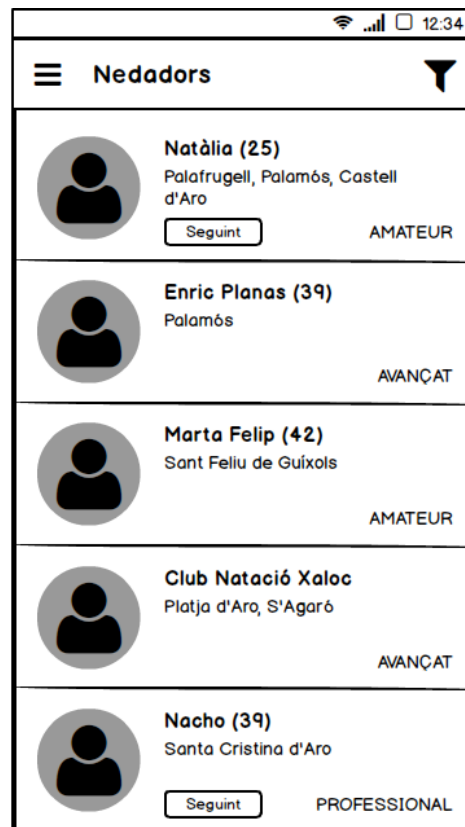 12:34
Nedadors
Natàlia (25)
Palafrugell, Palamós, Castell
d'Aro
Seguint AMATEUR
Enric Planas (39)
Palamós
AVANÇAT
Marta Felip (42)
Sant Feliu de Guíxols
AMATEUR
Club Natació Xaloc
Platja d'Aro, S'Agaró
AVANÇAT
Nacho (39)
Santa Cristina d'Aro
Seguint PROFESSIONAL